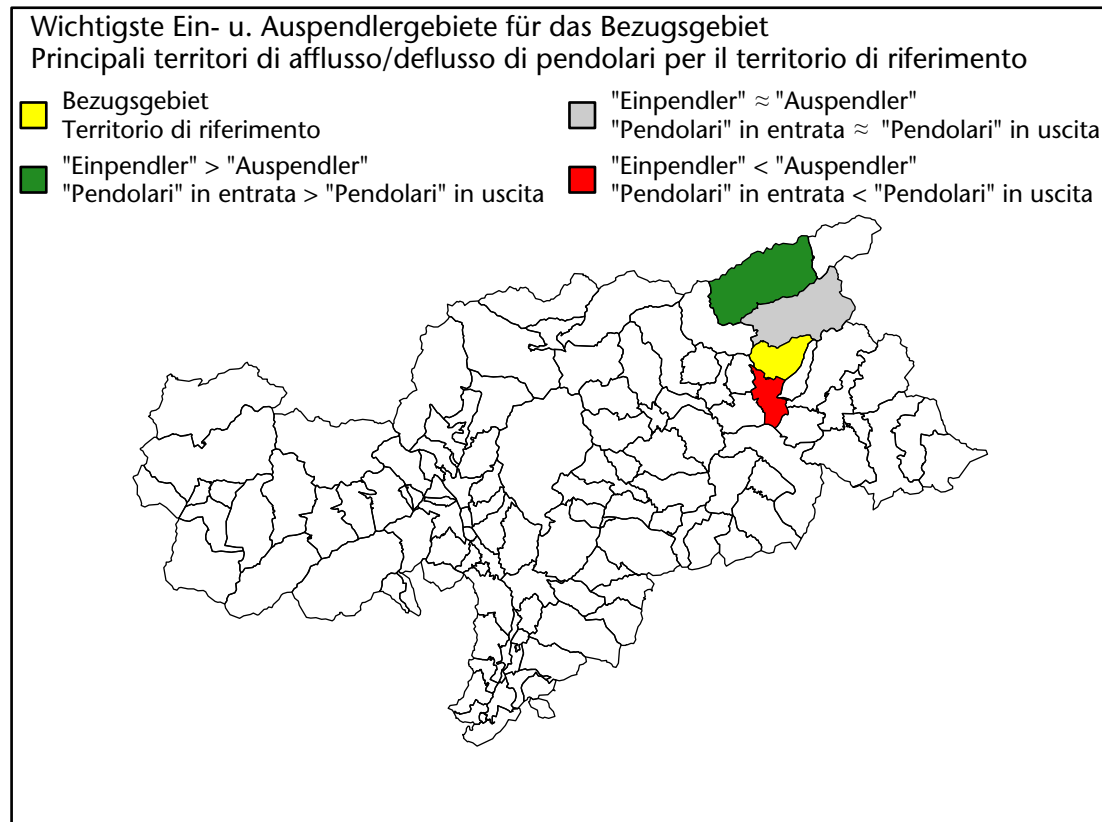 Wichtigste Ein- u. Auspendlergebiete für das Bezugsgebiet
Principali territori di afflusso/deflusso di pendolari per il territorio di riferimento
Bezugsgebiet
Territorio di riferimento
"Einpendler" > "Auspendler"
"Pendolari" in entrata > "Pendolari" in uscita
"Einpendler" ≈ "Auspendler"
"Pendolari" in entrata ≈ "Pendolari" in uscita
"Einpendler" < "Auspendler"
"Pendolari" in entrata < "Pendolari" in uscita